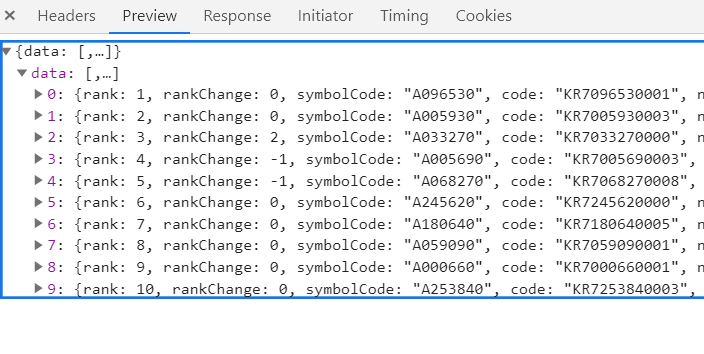 × Headers Preview Response Initiator Timing Cookies
▼{data: [,…]}
▼data: [,…]
▶0: {rank: 1, rankChange: 0, symbolCode: "A096530", code: "KR7096530001", n
▶1: {rank: 2, rankChange: 0, symbolCode: "A005930", code: "KR7005930003", n
▶2: {rank: 3, rankChange: 2, symbolCode: "A033270", code: "KR7033270000", n
▶3: {rank: 4, rankChange: -1, symbolCode: "A005690", code: "KR7005690003",
▶4: {rank: 5, rankChange: -1, symbolCode: "A068270", code: "KR7068270008",
▶5: {rank: 6, rankChange: 0, symbolCode: "A245620", code: "KR7245620000", n
▶6: {rank: 7, rankChange: 0, symbolCode: "A180640", code: "KR7180640005", n
▶7: {rank: 8, rankChange: 0, symbolCode: "A059090", code: "KR7059090001", n
▶8: {rank: 9, rankChange: 0, symbolCode: "A000660", code: "KR7000660001", n
▶9: {rank: 10, rankChange: 0, symbolCode: "A253840", code: "KR7253840003",